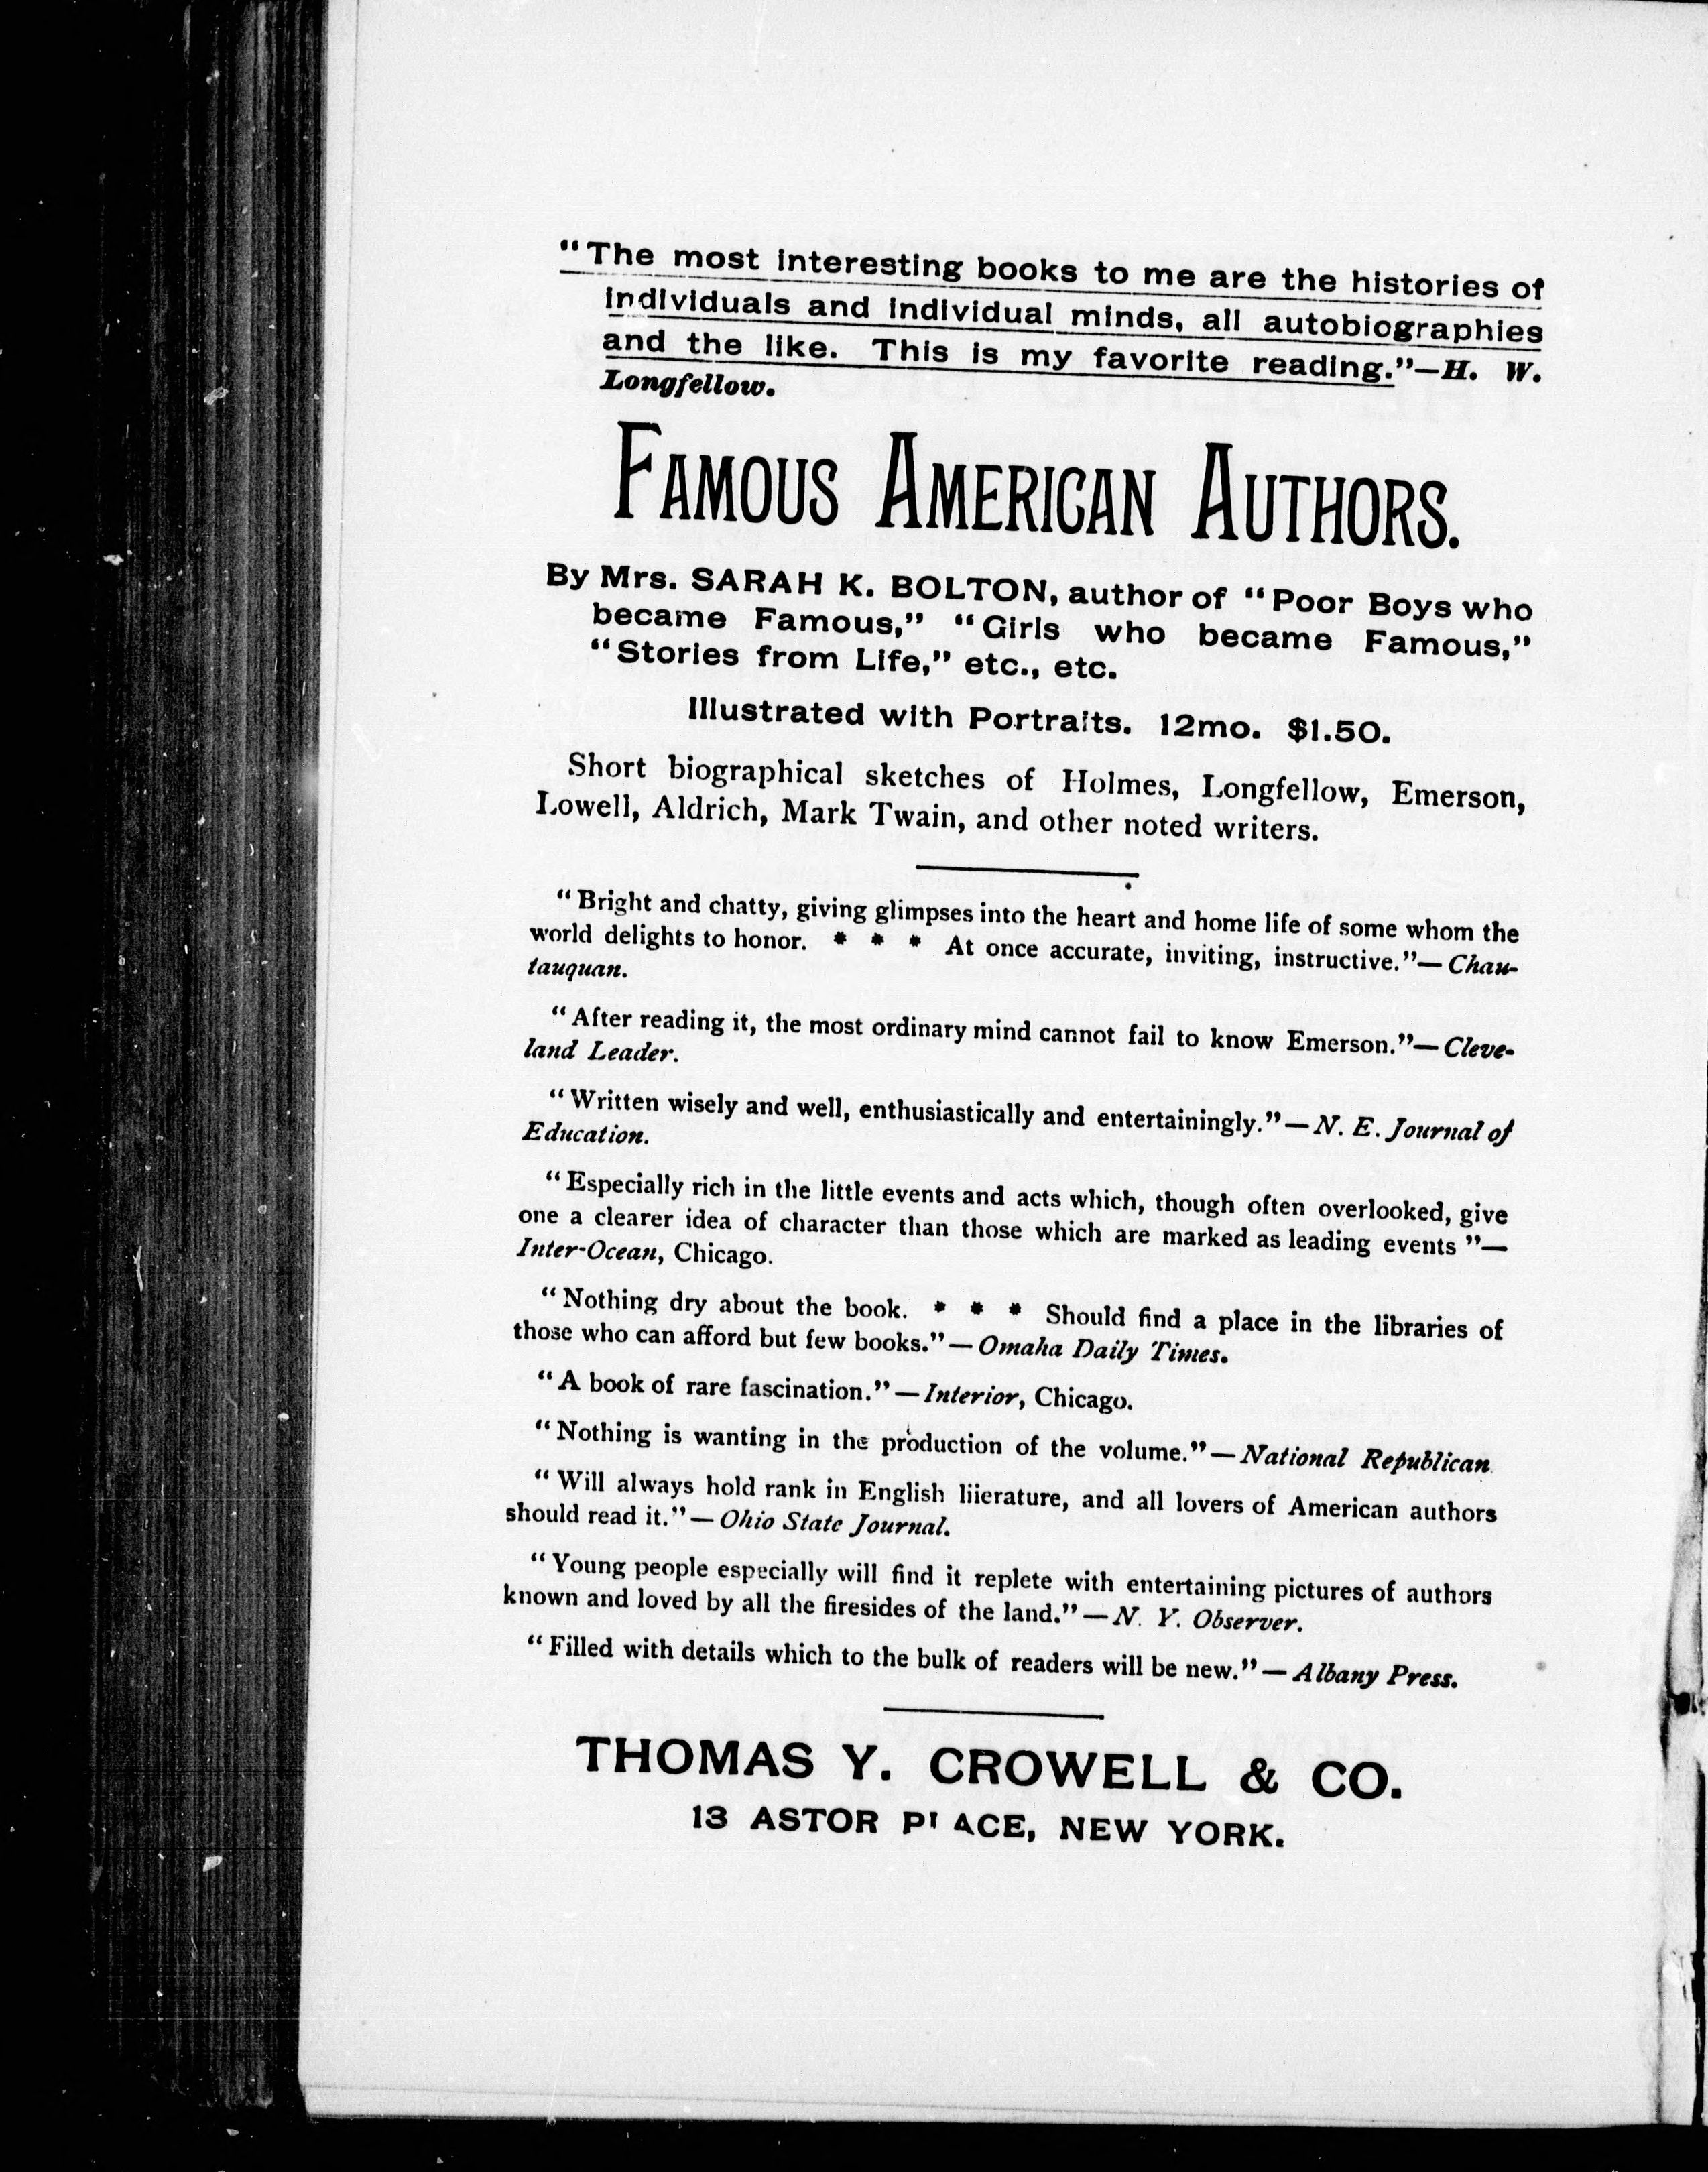 “The most interesting books to me are the histories of
individuals and individual minds, all autobiographies
and the like. This is my favorite reading.”—H. W.
Longfellow.
FAMOUS AMERICAN AUTHORS.
By Mrs. SARAH K. BOLTON, author of “Poor Boys who
became Famous,” “Girls who became Famous,”
“Stories from Life,” etc., etc.
Illustrated with Portraits. 12mo. $1.50.
Short biographical sketches of Holmes, Longfellow, Emerson,
Lowell, Aldrich, Mark Twain, and other noted writers.
“Bright and chatty, giving glimpses into the heart and home life of some whom the
world delights to honor. * * * At once accurate, inviting, instructive.”—Chau-
tauquan.
“After reading it, the most ordinary mind cannot fail to know Emerson.”—Cleve-
land Leader.
“Written wisely and well, enthusiastically and entertainingly.”—N. E. Journal of
Education.
“Especially rich in the little events and acts which, though often overlooked, give
one a clearer idea of character than those which are marked as leading events ”—
Inter-Ocean, Chicago.
“Nothing dry about the book. * * * Should find a place in the libraries of
those who can afford but few books.”—Omaha Daily Times.
“A book of rare fascination.”—Interior, Chicago.
“Nothing is wanting in the production of the volume.”—National Republican
“Will always hold rank in English liierature, and all lovers of American authors
should read it.”—Ohio State Journal.
“Young people especially will find it replete with entertaining pictures of authors
known and loved by all the firesides of the land.”—N. Y. Observer.
“Filled with details which to the bulk of readers will be new.”—Albany Press.
THOMAS Y. CROWELL & CO.
13 ASTOR PLACE, NEW YORK.